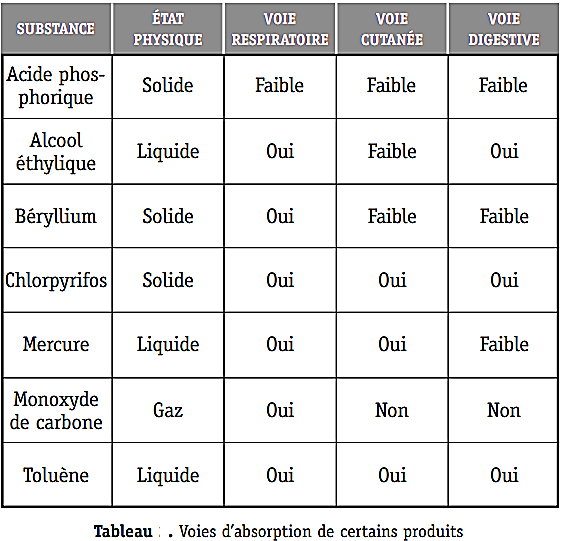 SUBSTANCE ÉTAT PHYSIQUE VOIE RESPIRATOIRE VOIE CUTANÉE VOIE DIGESTIVE
Acide phos-
phorique Solide Faible Faible Faible
Alcool
éthylique Liquide Oui Faible Oui
Béryllium Solide Oui Faible Faible
Chlorpyrifos Solide Oui Oui Oui
Mercure Liquide Oui Oui Faible
Monoxyde
de carbone Gaz Oui Non Non
Toluène Liquide Oui Oui Oui
Tableau : . Voies d'absorption de certains produits